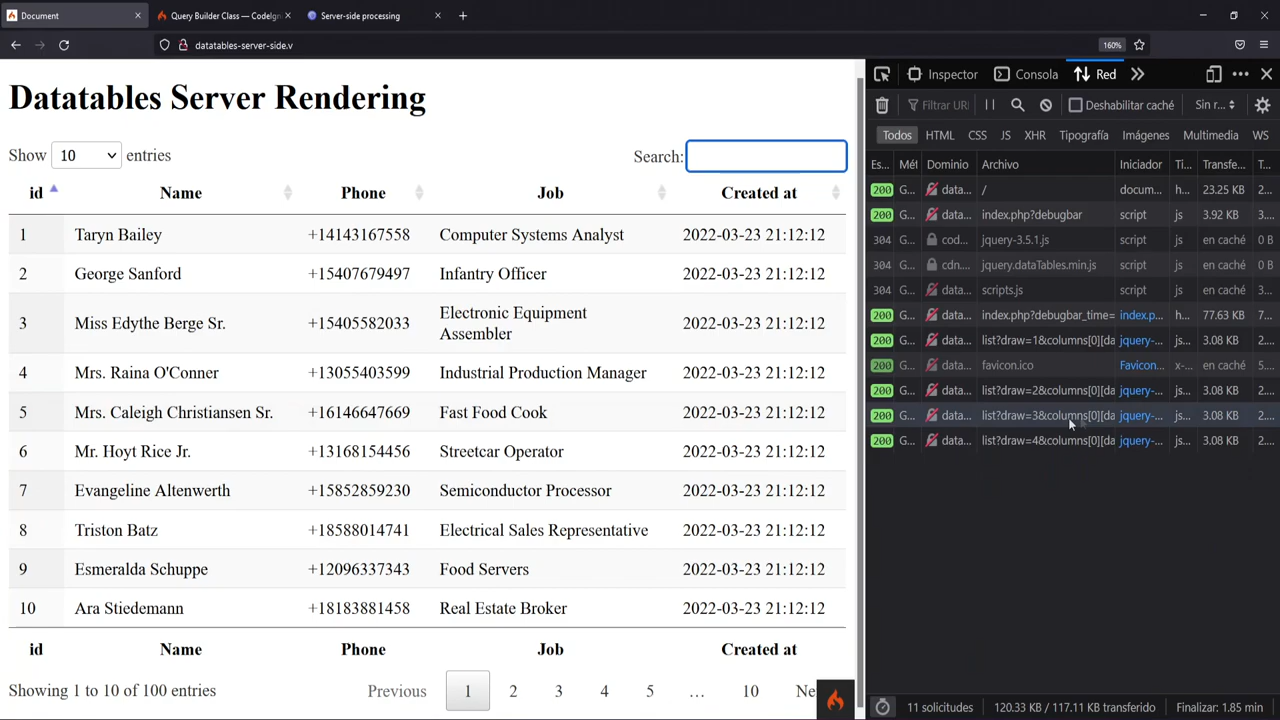 Document
Query Builder Class — CodeIgn
Server-side processing
datatables-server-side.v
160%
Datatables Server Rendering
Show 10 entries
Search:
id Name Phone Job Created at
1 Taryn Bailey +14143167558 Computer Systems Analyst 2022-03-23 21:12:12
2 George Sanford +15407679497 Infantry Officer 2022-03-23 21:12:12
3 Miss Edythe Berge Sr. +15405582033 Electronic Equipment Assembler 2022-03-23 21:12:12
4 Mrs. Raina O'Conner +13055403599 Industrial Production Manager 2022-03-23 21:12:12
5 Mrs. Caleigh Christiansen Sr. +16146647669 Fast Food Cook 2022-03-23 21:12:12
6 Mr. Hoyt Rice Jr. +13168154456 Streetcar Operator 2022-03-23 21:12:12
7 Evangeline Altenwerth +15852859230 Semiconductor Processor 2022-03-23 21:12:12
8 Triston Batz +18588014741 Electrical Sales Representative 2022-03-23 21:12:12
9 Esmeralda Schuppe +12096337343 Food Servers 2022-03-23 21:12:12
10 Ara Stiedemann +18183881458 Real Estate Broker 2022-03-23 21:12:12
id Name Phone Job Created at
Showing 1 to 10 of 100 entries
Previous 1 2 3 4 5 … 10 Ne
Inspector Consola Red
Filtrar URI Deshabilitar caché Sin r...
Todos HTML CSS JS XHR Tipografía Imágenes Multimedia WS
Es... Mét Dominio Archivo Iniciador Ti... Transfe... T...
200 G... data... / docum... h... 23.25 KB 2...
200 G... data... index.php?debugbar script js 3.92 KB 3...
304 G... cod... jquery-3.5.1.js script js en caché 0 B
304 G... cdn... jquery.dataTables.min.js script js en caché 0 B
304 G... data... scripts.js script js en caché 3...
200 G... data... index.php?debugbar_time= index.p... h... 77.63 KB 7...
200 G... data... list?draw=1&columns[0][da jquery-... js... 3.08 KB 2...
200 G... data... favicon.ico Favicon... x-... en caché 5...
200 G... data... list?draw=2&columns[0][da jquery-... js... 3.08 KB 2...
200 G... data... list?draw=3&columns[0][da jquery-... js... 3.08 KB 2...
200 G... data... list?draw=4&columns[0][da jquery-... js... 3.08 KB 2...
11 solicitudes 120.33 KB / 117.11 KB transferido Finalizar: 1.85 min